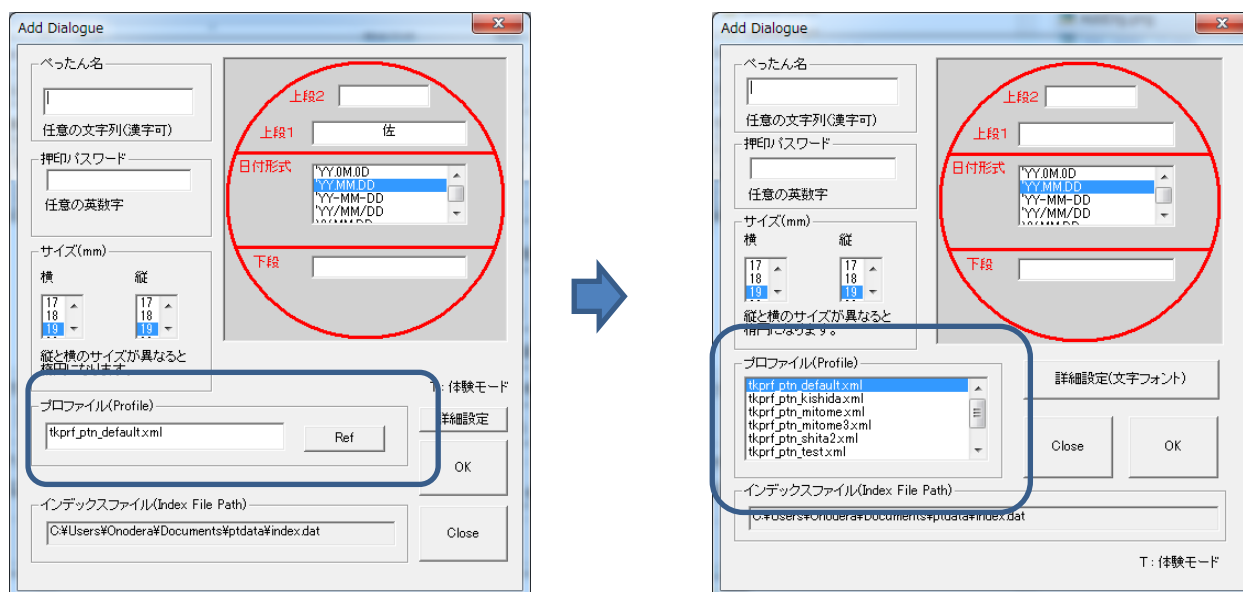 Add Dialogue
ぺったん名
任意の文字列(漢字可)
押印パスワード
任意の英数字
サイズ(mm)
横
縦
17
18
19
17
18
19
縦と横のサイズが異なると
楕円になります。
上段2
上段1
佐
日付形式
'YY.0M.0D
'YY.MM.DD
'YY-MM-DD
'YY/MM/DD
下段
T : 体験モード
プロファイル(Profile)
tkprf_ptn_default.xml
Ref
詳細設定
OK
インデックスファイル(Index File Path)
C:¥Users¥Onodera¥Documents¥ptdata¥index.dat
Close
Add Dialogue
ぺったん名
任意の文字列(漢字可)
押印パスワード
任意の英数字
サイズ(mm)
横
縦
17
18
19
17
18
19
縦と横のサイズが異なると
楕円になります。
上段2
上段1
日付形式
'YY.0M.0D
'YY.MM.DD
'YY-MM-DD
'YY/MM/DD
下段
プロファイル(Profile)
tkprf_ptn_default.xml
tkprf_ptn_kishida.xml
tkprf_ptn_mitome.xml
tkprf_ptn_mitome3.xml
tkprf_ptn_shita2.xml
tkprf_ptn_test.xml
詳細設定(文字フォント)
Close
OK
インデックスファイル(Index File Path)
C:¥Users¥Onodera¥Documents¥ptdata¥index.dat
T : 体験モード